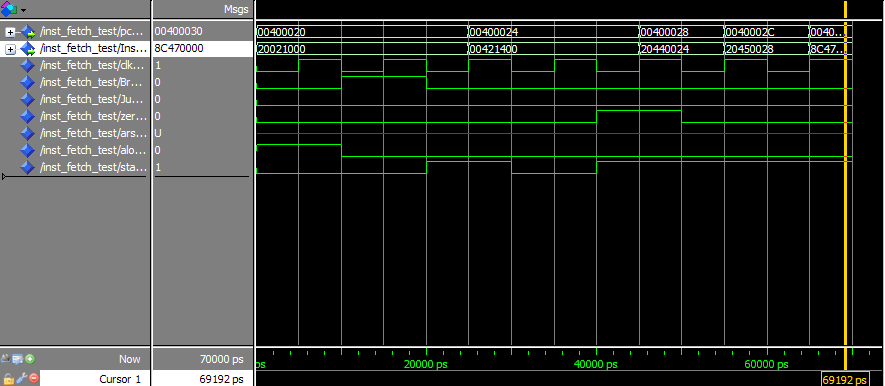 Msgs
/inst_fetch_test/pc... 00400030 00400020 00400024 00400028 0040002C 0040...
/inst_fetch_test/Ins... 8C470000 20021000 00421400 20440024 20450028 8C47...
/inst_fetch_test/clk... 1
/inst_fetch_test/Br... 0
/inst_fetch_test/Ju... 0
/inst_fetch_test/zer... 0
/inst_fetch_test/ars... U
/inst_fetch_test/alo... 0
/inst_fetch_test/sta... 1
Now 70000 ps ps 20000 ps 40000 ps 60000 ps
Cursor 1 69192 ps 69192 ps